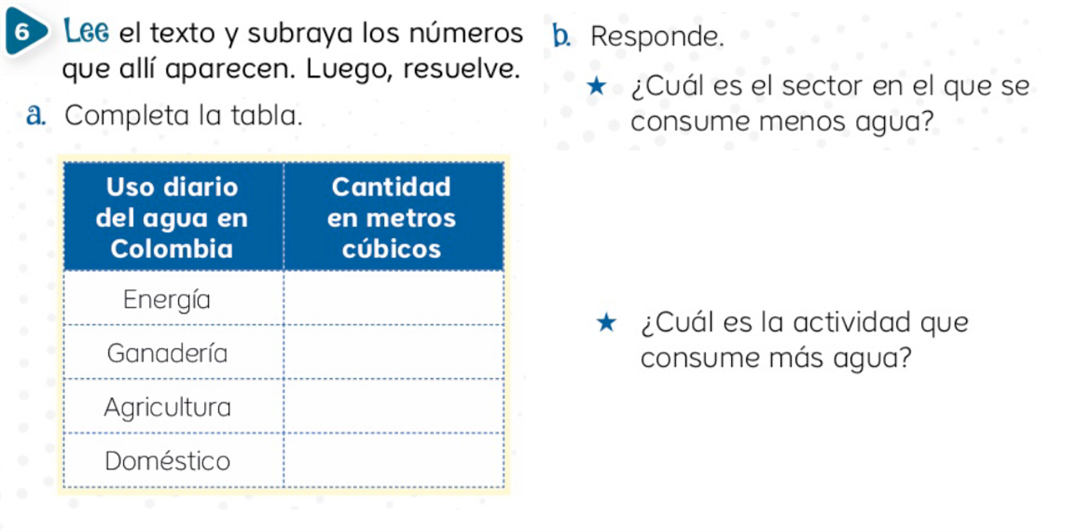 6 Lee el texto y subraya los números
que allí aparecen. Luego, resuelve.
a. Completa la tabla.
Uso diario
del agua en
Colombia
Cantidad
en metros
cúbicos
Energía
Ganadería
Agricultura
Doméstico
b. Responde.
★ ¿Cuál es el sector en el que se
consume menos agua?
★ ¿Cuál es la actividad que
consume más agua?